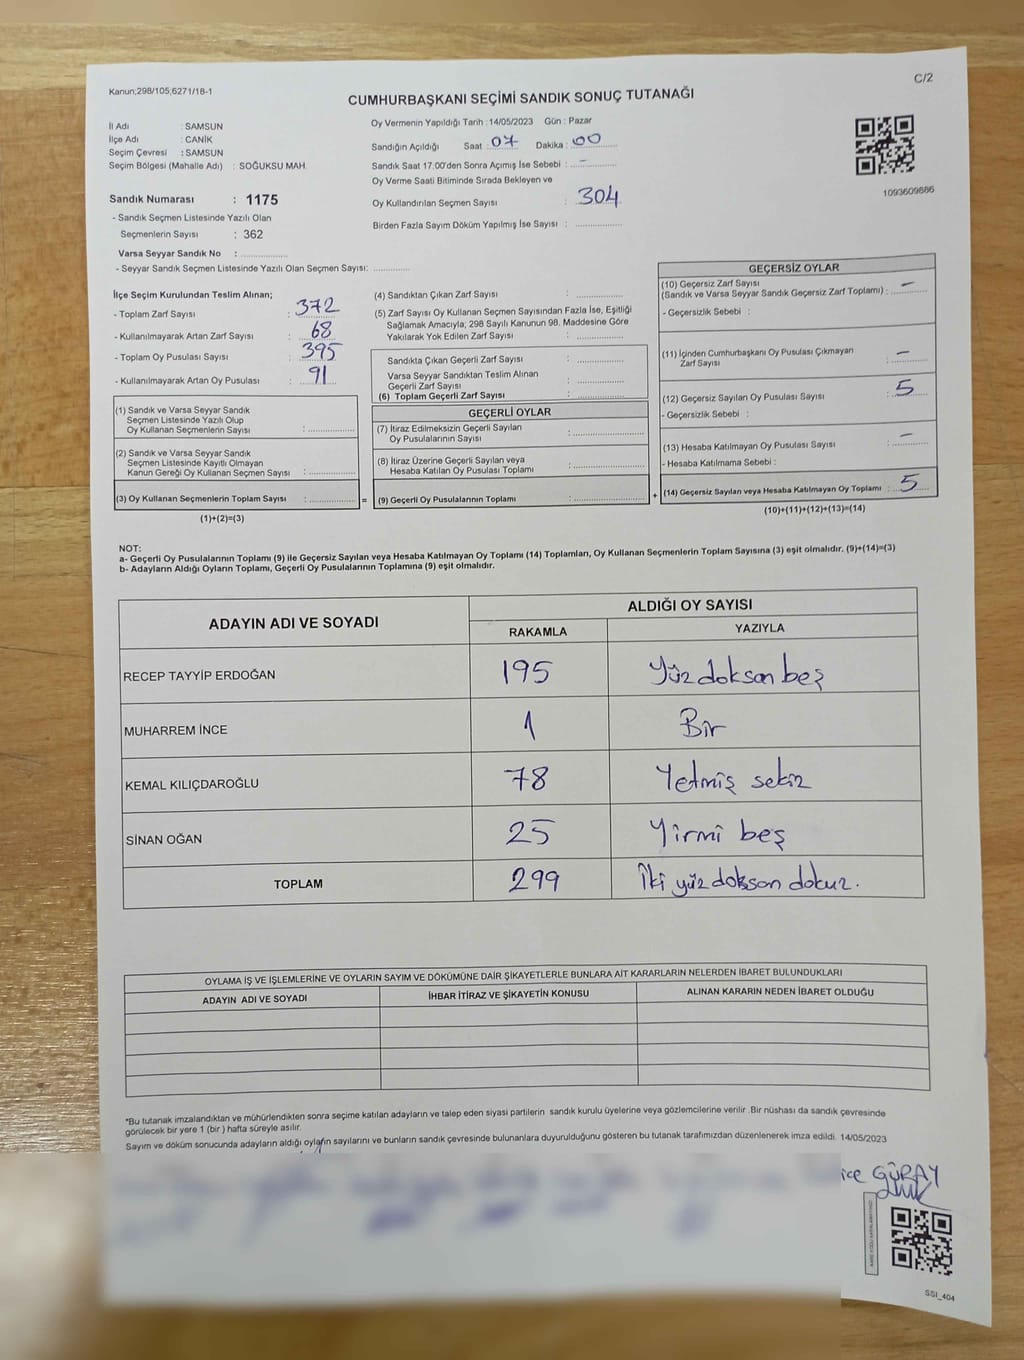 Kanun;298/105;6271/18-1
C/2
CUMHURBAŞKANI SEÇİMİ SANDIK SONUÇ TUTANAĞI
İl Adı : SAMSUN
İlçe Adı : CANİK
Seçim Çevresi : SAMSUN
Seçim Bölgesi (Mahalle Adı) : SOĞUKSU MAH.
Oy Vermenin Yapıldığı Tarih : 14/05/2023 Gün : Pazar
Sandığın Açıldığı Saat : 07 Dakika : 00
Sandık Saat 17:00'den Sonra Açımış İse Sebebi : -
Oy Verme Saati Bitiminde Sırada Bekleyen ve
Oy Kullandırılan Seçmen Sayısı : 304
Birden Fazla Sayım Döküm Yapılmış İse Sayısı :
1093609886
Sandık Numarası : 1175
- Sandık Seçmen Listesinde Yazılı Olan
Seçmenlerin Sayısı : 362
Varsa Seyyar Sandık No :
- Seyyar Sandık Seçmen Listesinde Yazılı Olan Seçmen Sayısı:
İlçe Seçim Kurulundan Teslim Alınan;
- Toplam Zarf Sayısı : 372
- Kullanılmayarak Artan Zarf Sayısı : 68
- Toplam Oy Pusulası Sayısı : 395
- Kullanılmayarak Artan Oy Pusulası : 91
(1) Sandık ve Varsa Seyyar Sandık
Seçmen Listesinde Yazılı Olup
Oy Kullanan Seçmenlerin Sayısı :
(2) Sandık ve Varsa Seyyar Sandık
Seçmen Listesinde Kayıtlı Olmayan
Kanun Gereği Oy Kullanan Seçmen Sayısı :
(3) Oy Kullanan Seçmenlerin Toplam Sayısı : =
(1)+(2)=(3)
(4) Sandıktan Çıkan Zarf Sayısı :
(5) Zarf Sayısı Oy Kullanan Seçmen Sayısından Fazla İse, Eşitliği
Sağlamak Amacıyla; 298 Sayılı Kanunun 98. Maddesine Göre
Yakılarak Yok Edilen Zarf Sayısı :
Sandıkta Çıkan Geçerli Zarf Sayısı :
Varsa Seyyar Sandıktan Teslim Alınan
Geçerli Zarf Sayısı :
(6) Toplam Geçerli Zarf Sayısı :
GEÇERLİ OYLAR
(7) İtiraz Edilmeksizin Geçerli Sayılan
Oy Pusulalarının Sayısı :
(8) İtiraz Üzerine Geçerli Sayılan veya
Hesaba Katılan Oy Pusulası Toplamı :
(9) Geçerli Oy Pusulalarının Toplamı : +
GEÇERSİZ OYLAR
(10) Geçersiz Zarf Sayısı
(Sandık ve Varsa Seyyar Sandık Geçersiz Zarf Toplamı) : -
- Geçersizlik Sebebi :
(11) İçinden Cumhurbaşkanı Oy Pusulası Çıkmayan
Zarf Sayısı : -
(12) Geçersiz Sayılan Oy Pusulası Sayısı : 5
- Geçersizlik Sebebi :
(13) Hesaba Katılmayan Oy Pusulası Sayısı : -
- Hesaba Katılmama Sebebi :
(14) Geçersiz Sayılan veya Hesaba Katılmayan Oy Toplamı : 5
(10)+(11)+(12)+(13)=(14)
NOT:
a- Geçerli Oy Pusulalarının Toplamı (9) ile Geçersiz Sayılan veya Hesaba Katılmayan Oy Toplamı (14) Toplamları, Oy Kullanan Seçmenlerin Toplam Sayısına (3) eşit olmalıdır. (9)+(14)=(3)
b- Adayların Aldığı Oyların Toplamı, Geçerli Oy Pusulalarının Toplamına (9) eşit olmalıdır.
ADAYIN ADI VE SOYADI
ALDIĞI OY SAYISI
RAKAMLA YAZIYLA
RECEP TAYYİP ERDOĞAN 195 Yüz doksan beş
MUHARREM İNCE 1 Bir
KEMAL KILIÇDAROĞLU 78 Yetmiş sekiz
SİNAN OĞAN 25 Yirmi beş
TOPLAM 299 İki yüz doksan dokuz.
OYLAMA İŞ VE İŞLEMLERİNE VE OYLARIN SAYIM VE DÖKÜMÜNE DAİR ŞİKAYETLERLE BUNLARA AİT KARARLARIN NELERDEN İBARET BULUNDUKLARI
ADAYIN ADI VE SOYADI İHBAR İTİRAZ VE ŞİKAYETİN KONUSU ALINAN KARARIN NEDEN İBARET OLDUĞU
*Bu tutanak imzalandıktan ve mühürlendikten sonra seçime katılan adayların ve talep eden siyasi partilerin sandık kurulu üyelerine veya gözlemcilerine verilir .Bir nüshası da sandık çevresinde
görülecek bir yere 1 (bir ) hafta süreyle asılır.
Sayım ve döküm sonucunda adayların aldığı oyların sayılarını ve bunların sandık çevresinde bulunanlara duyurulduğunu gösteren bu tutanak tarafımızdan düzenlenerek imza edildi. 14/05/2023
ice GÜRAY
SSI_404